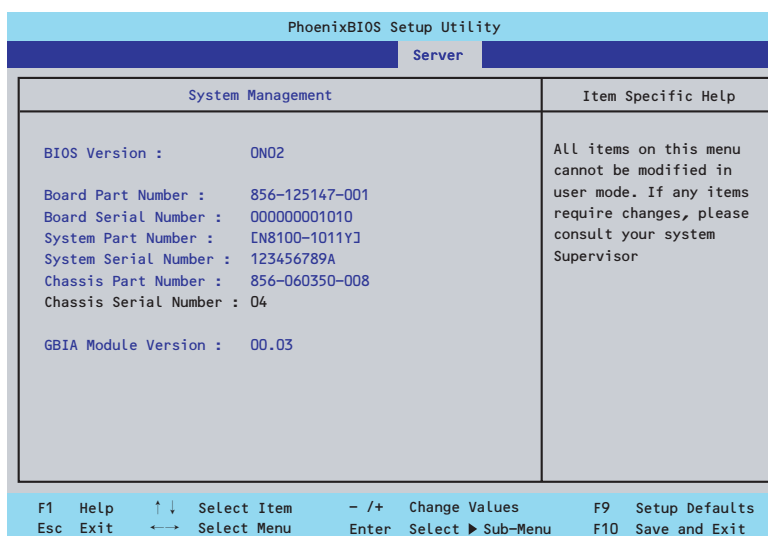 PhoenixBIOS Setup Utility
Server
System Management
Item Specific Help
BIOS Version : 0N02
Board Part Number : 856-125147-001
Board Serial Number : 000000001010
System Part Number : [N8100-1011Y]
System Serial Number : 123456789A
Chassis Part Number : 856-060350-008
Chassis Serial Number : 04
GBIA Module Version : 00.03
All items on this menu
cannot be modified in
user mode. If any items
require changes, please
consult your system
Supervisor
F1 Help ↑↓ Select Item - /+ Change Values F9 Setup Defaults
Esc Exit ←→ Select Menu Enter Select ▶ Sub-Menu F10 Save and Exit